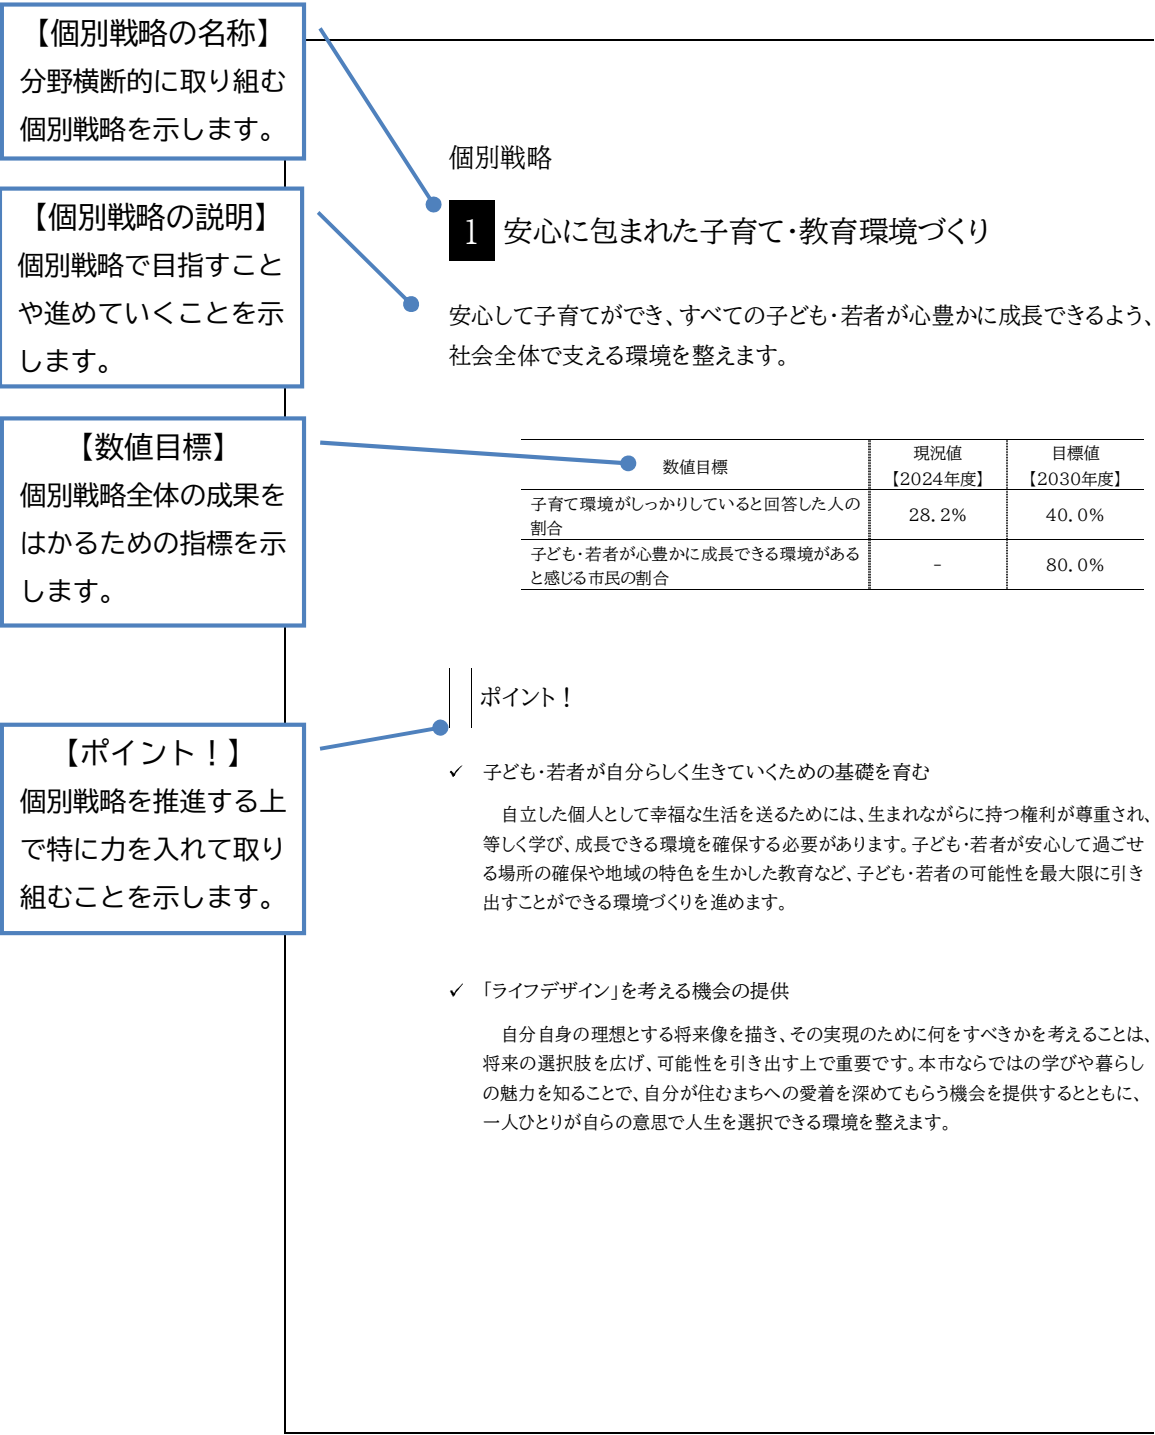 【個別戦略の名称】
分野横断的に取り組む
個別戦略を示します。
【個別戦略の説明】
個別戦略で目指すこと
や進めていくことを示
します。
【数値目標】
個別戦略全体の成果を
はかるための指標を示
します。
【ポイント！】
個別戦略を推進する上
で特に力を入れて取り
組むことを示します。
個別戦略
1 安心に包まれた子育て・教育環境づくり
安心して子育てができ、すべての子ども・若者が心豊かに成長できるよう、
社会全体で支える環境を整えます。
数値目標
現況値
【2024年度】
目標値
【2030年度】
子育て環境がしっかりしていると回答した人の
割合
28.2%
40.0%
子ども・若者が心豊かに成長できる環境がある
と感じる市民の割合
-
80.0%
ポイント！
✓ 子ども・若者が自分らしく生きていくための基礎を育む
自立した個人として幸福な生活を送るためには、生まれながらに持つ権利が尊重され、
等しく学び、成長できる環境を確保する必要があります。子ども・若者が安心して過ごせ
る場所の確保や地域の特色を生かした教育など、子ども・若者の可能性を最大限に引き
出すことができる環境づくりを進めます。
✓ 「ライフデザイン」を考える機会の提供
自分自身の理想とする将来像を描き、その実現のために何をすべきかを考えることは、
将来の選択肢を広げ、可能性を引き出す上で重要です。本市ならではの学びや暮らし
の魅力を知ることで、自分が住むまちへの愛着を深めてもらう機会を提供するとともに、
一人ひとりが自らの意思で人生を選択できる環境を整えます。